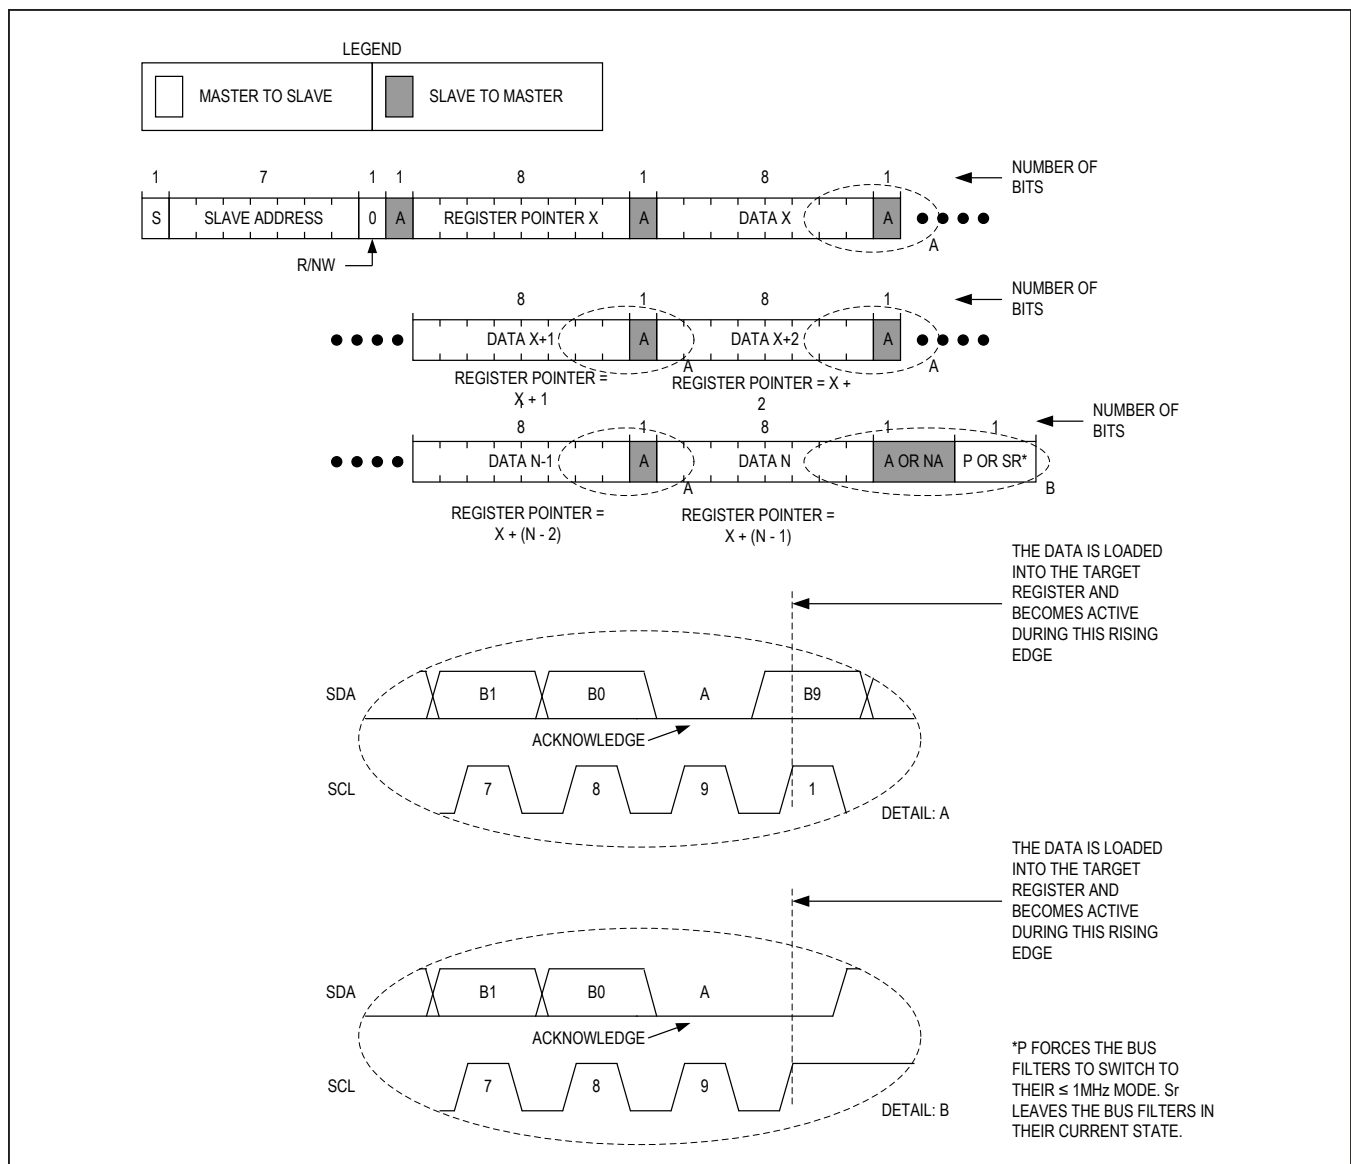 LEGEND
MASTER TO SLAVE
SLAVE TO MASTER
1 7 1 1 8 1 8 1
NUMBER OF
BITS
S SLAVE ADDRESS 0 A REGISTER POINTER X A DATA X A
A
R/NW
8 1 8 1
NUMBER OF
BITS
DATA X+1 A DATA X+2 A
A A
REGISTER POINTER =
X + 1
REGISTER POINTER = X +
2
8 1 8 1 1
NUMBER OF
BITS
DATA N-1 A DATA N A OR NA P OR SR*
A B
REGISTER POINTER =
X + (N - 2)
REGISTER POINTER =
X + (N - 1)
THE DATA IS LOADED
INTO THE TARGET
REGISTER AND
BECOMES ACTIVE
DURING THIS RISING
EDGE
SDA B1 B0 A B9
ACKNOWLEDGE
SCL 7 8 9 1
DETAIL: A
THE DATA IS LOADED
INTO THE TARGET
REGISTER AND
BECOMES ACTIVE
DURING THIS RISING
EDGE
SDA B1 B0 A
ACKNOWLEDGE
SCL 7 8 9
DETAIL: B
*P FORCES THE BUS
FILTERS TO SWITCH TO
THEIR ≤ 1MHz MODE. Sr
LEAVES THE BUS FILTERS IN
THEIR CURRENT STATE.